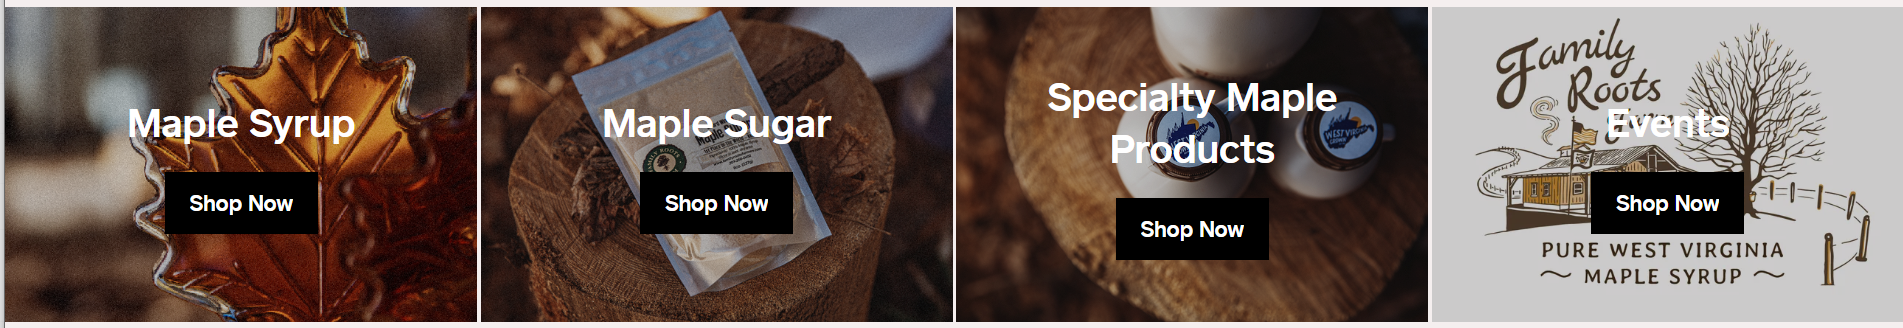 Maple Syrup
Shop Now
Maple Sugar
Shop Now
Specialty Maple
Products
Shop Now
Family
Roots
Events
Shop Now
PURE WEST VIRGINIA
MAPLE SYRUP